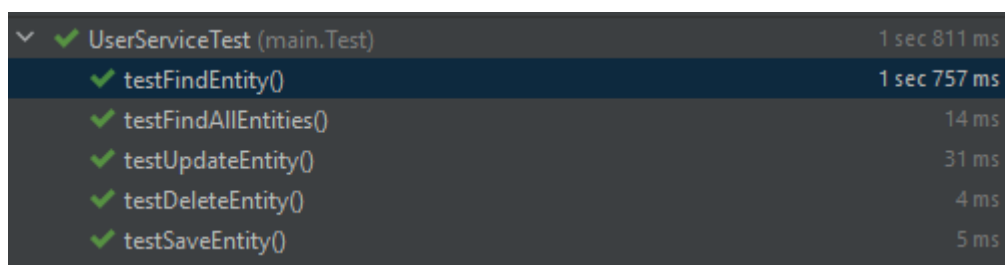 UserServiceTest (main.Test) 1 sec 811 ms
testFindEntity() 1 sec 757 ms
testFindAllEntities() 14 ms
testUpdateEntity() 31 ms
testDeleteEntity() 4 ms
testSaveEntity() 5 ms